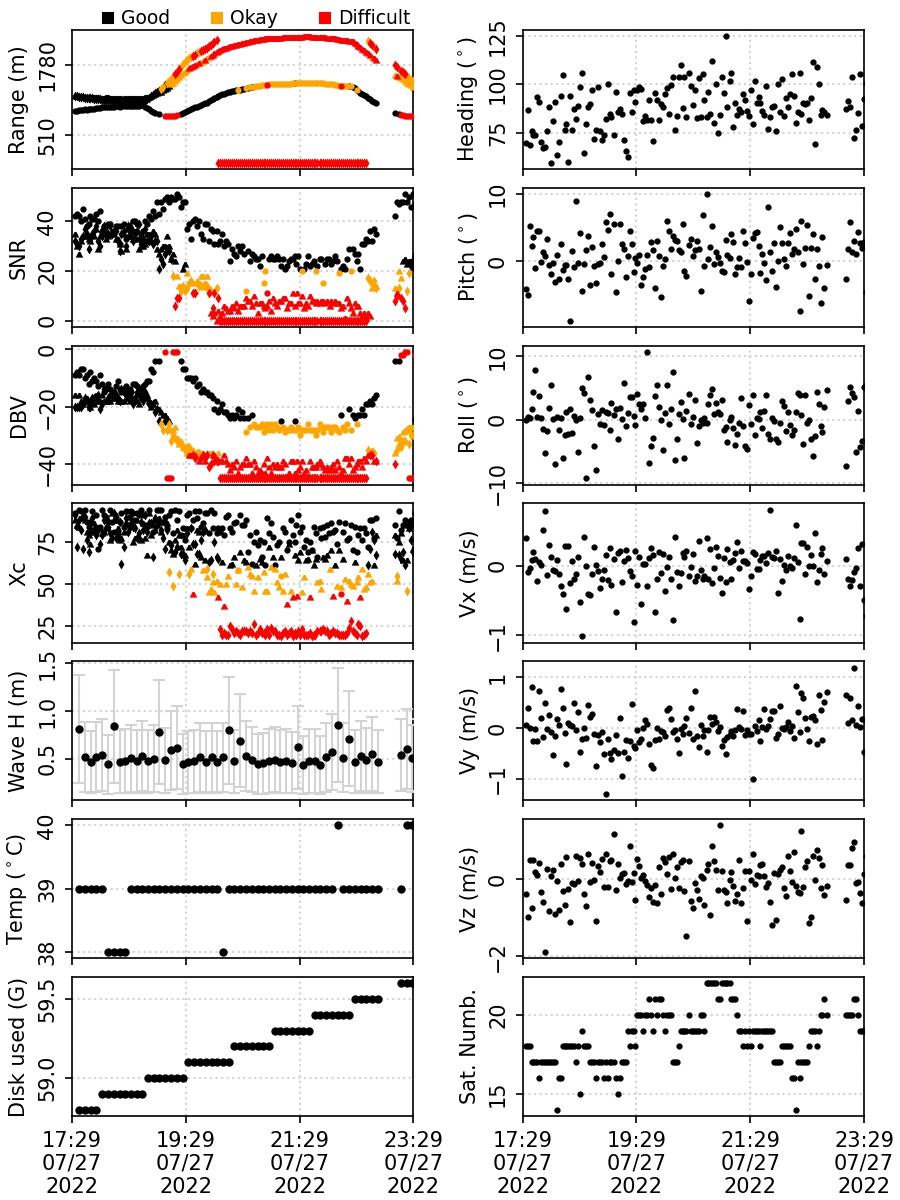 Good Okay Difficult
Range (m)
1780
510
Heading (°)
125
100
75
SNR
40
20
0
Pitch (°)
10
0
DBV
0
−20
−40
Roll (°)
10
0
−10
Xc
75
50
25
Vx (m/s)
0
−1
Wave H (m)
1.5
1.0
0.5
Vy (m/s)
1
0
−1
Temp (°C)
40
39
38
Vz (m/s)
0
−2
Disk used (G)
59.5
59.0
Sat. Numb.
20
15
17:29 19:29 21:29 23:29
07/27 07/27 07/27 07/27
2022 2022 2022 2022
17:29 19:29 21:29 23:29
07/27 07/27 07/27 07/27
2022 2022 2022 2022